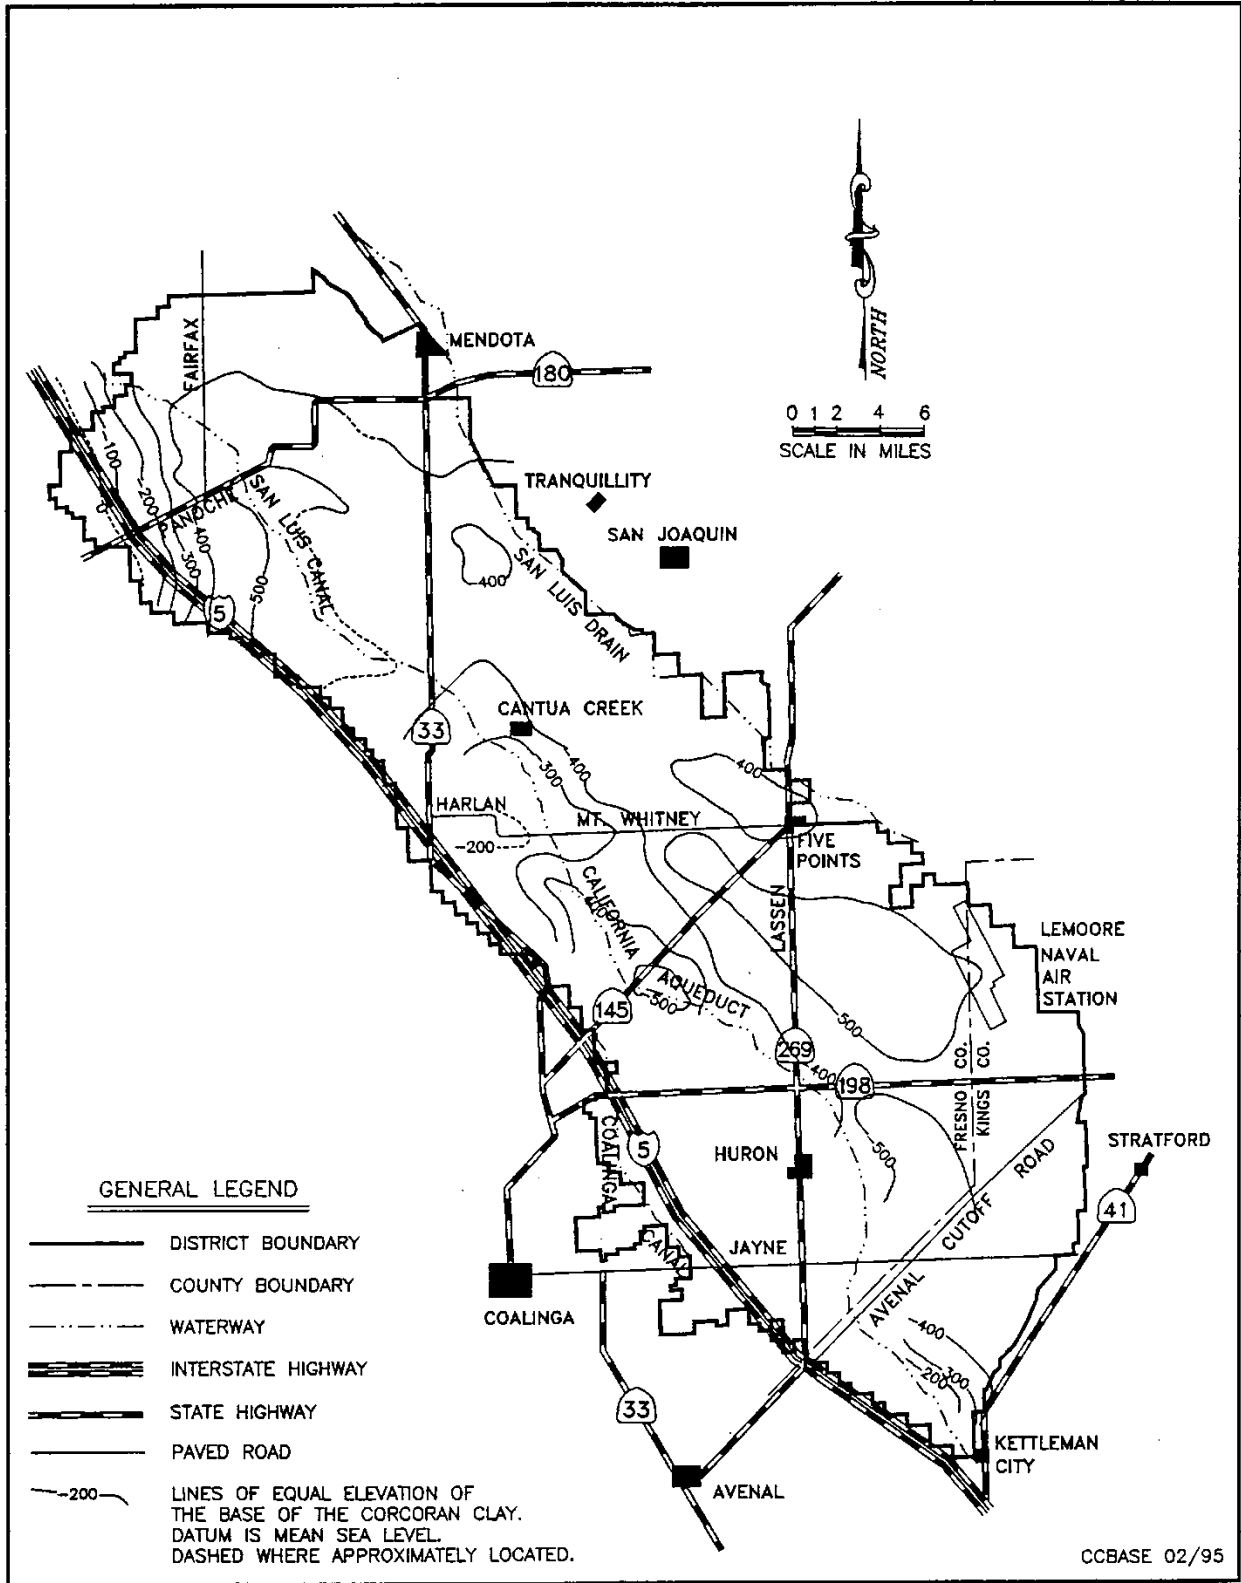 NORTH
0 1 2 4 6
SCALE IN MILES
MENDOTA
180
FAIRFAX
-100
-200
0
PANOCHE
400
300
500
SAN LUIS CANAL
5
TRANQUILLITY
SAN JOAQUIN
-400
SAN LUIS DRAIN
CANTUA CREEK
33
300
400
400
HARLAN
MT. WHITNEY
-200
FIVE
POINTS
CALIFORNIA
AQUEDUCT
LASSEN
LEMOORE
NAVAL
AIR
STATION
-500
145
500
269
400
198
FRESNO CO.
KINGS CO.
COALINGA
CANAL
5
HURON
500
STRATFORD
41
AVENAL CUTOFF ROAD
JAYNE
COALINGA
-400
300
200
33
AVENAL
KETTLEMAN
CITY
GENERAL LEGEND
DISTRICT BOUNDARY
COUNTY BOUNDARY
WATERWAY
INTERSTATE HIGHWAY
STATE HIGHWAY
PAVED ROAD
-200
LINES OF EQUAL ELEVATION OF
THE BASE OF THE CORCORAN CLAY.
DATUM IS MEAN SEA LEVEL.
DASHED WHERE APPROXIMATELY LOCATED.
CCBASE 02/95